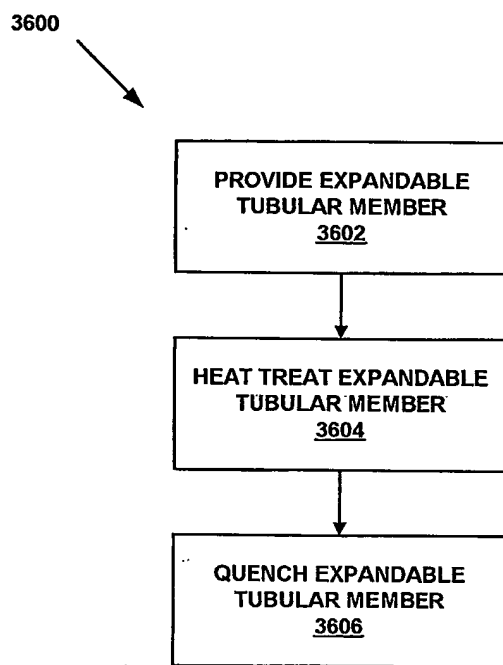 3600
PROVIDE EXPANDABLE
TUBULAR MEMBER
3602
HEAT TREAT EXPANDABLE
TUBULAR MEMBER
3604
QUENCH EXPANDABLE
TUBULAR MEMBER
3606